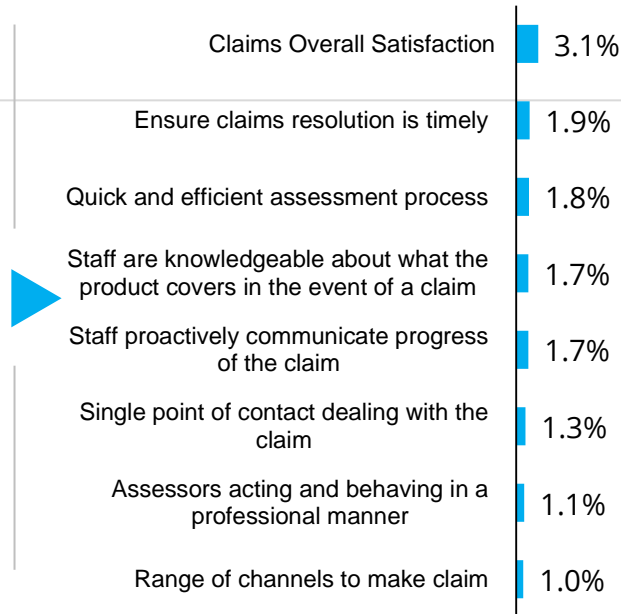 Claims Overall Satisfaction 3.1%
Ensure claims resolution is timely 1.9%
Quick and efficient assessment process 1.8%
Staff are knowledgeable about what the
product covers in the event of a claim 1.7%
Staff proactively communicate progress
of the claim 1.7%
Single point of contact dealing with the
claim 1.3%
Assessors acting and behaving in a
professional manner 1.1%
Range of channels to make claim 1.0%